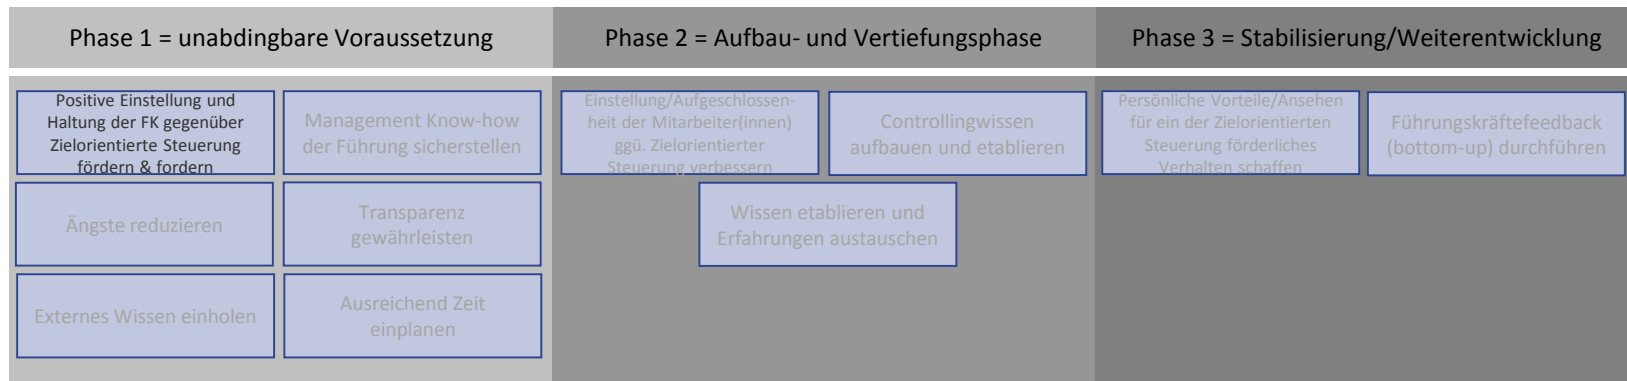 Phase 1 = unabdingbare Voraussetzung
Phase 2 = Aufbau- und Vertiefungsphase
Phase 3 = Stabilisierung/Weiterentwicklung
Positive Einstellung und
Haltung der FK gegenüber
Zielorientierte Steuerung
fördern & fordern
Management Know-how
der Führung sicherstellen
Ängste reduzieren
Transparenz
gewährleisten
Externes Wissen einholen
Ausreichend Zeit
einplanen
Einstellung/Aufgeschlossen-
heit der Mitarbeiter(innen)
ggü. Zielorientierter
Steuerung verbessern
Controllingwissen
aufbauen und etablieren
Wissen etablieren und
Erfahrungen austauschen
Persönliche Vorteile/Ansehen
für ein der Zielorientierten
Steuerung förderliches
Verhalten schaffen
Führungskräftefeedback
(bottom-up) durchführen